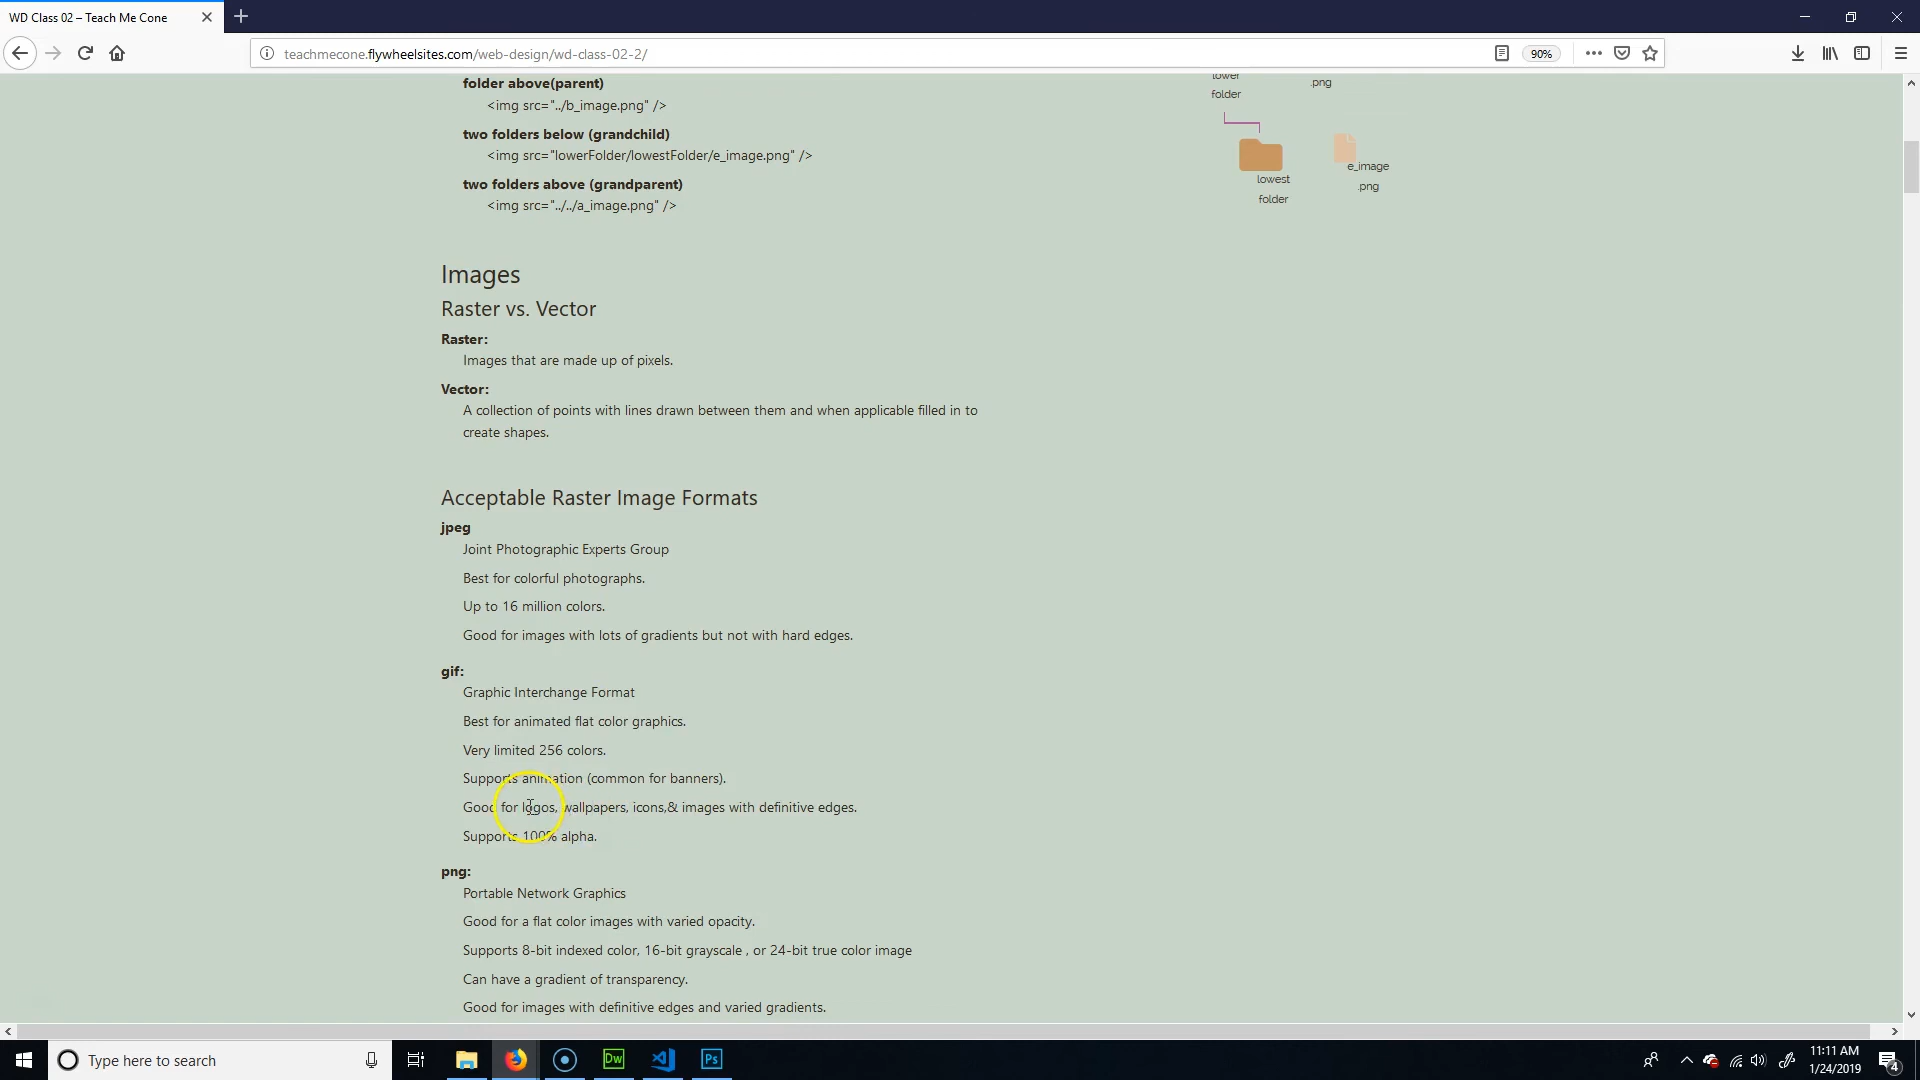 WD Class 02 – Teach Me Cone
teachmecone.flywheelsites.com/web-design/wd-class-02-2/
90%
folder above(parent)
<img src="../b_image.png" />
two folders below (grandchild)
<img src="lowerFolder/lowestFolder/e_image.png" />
two folders above (grandparent)
<img src="../../a_image.png" />
lower
folder
.png
lowest
folder
e_image
.png
Images
Raster vs. Vector
Raster:
Images that are made up of pixels.
Vector:
A collection of points with lines drawn between them and when applicable filled in to
create shapes.
Acceptable Raster Image Formats
jpeg
Joint Photographic Experts Group
Best for colorful photographs.
Up to 16 million colors.
Good for images with lots of gradients but not with hard edges.
gif:
Graphic Interchange Format
Best for animated flat color graphics.
Very limited 256 colors.
Supports animation (common for banners).
Good for logos, wallpapers, icons,& images with definitive edges.
Supports 100% alpha.
png:
Portable Network Graphics
Good for a flat color images with varied opacity.
Supports 8-bit indexed color, 16-bit grayscale , or 24-bit true color image
Can have a gradient of transparency.
Good for images with definitive edges and varied gradients.
Type here to search
Dw
Ps
11:11 AM
1/24/2019
4